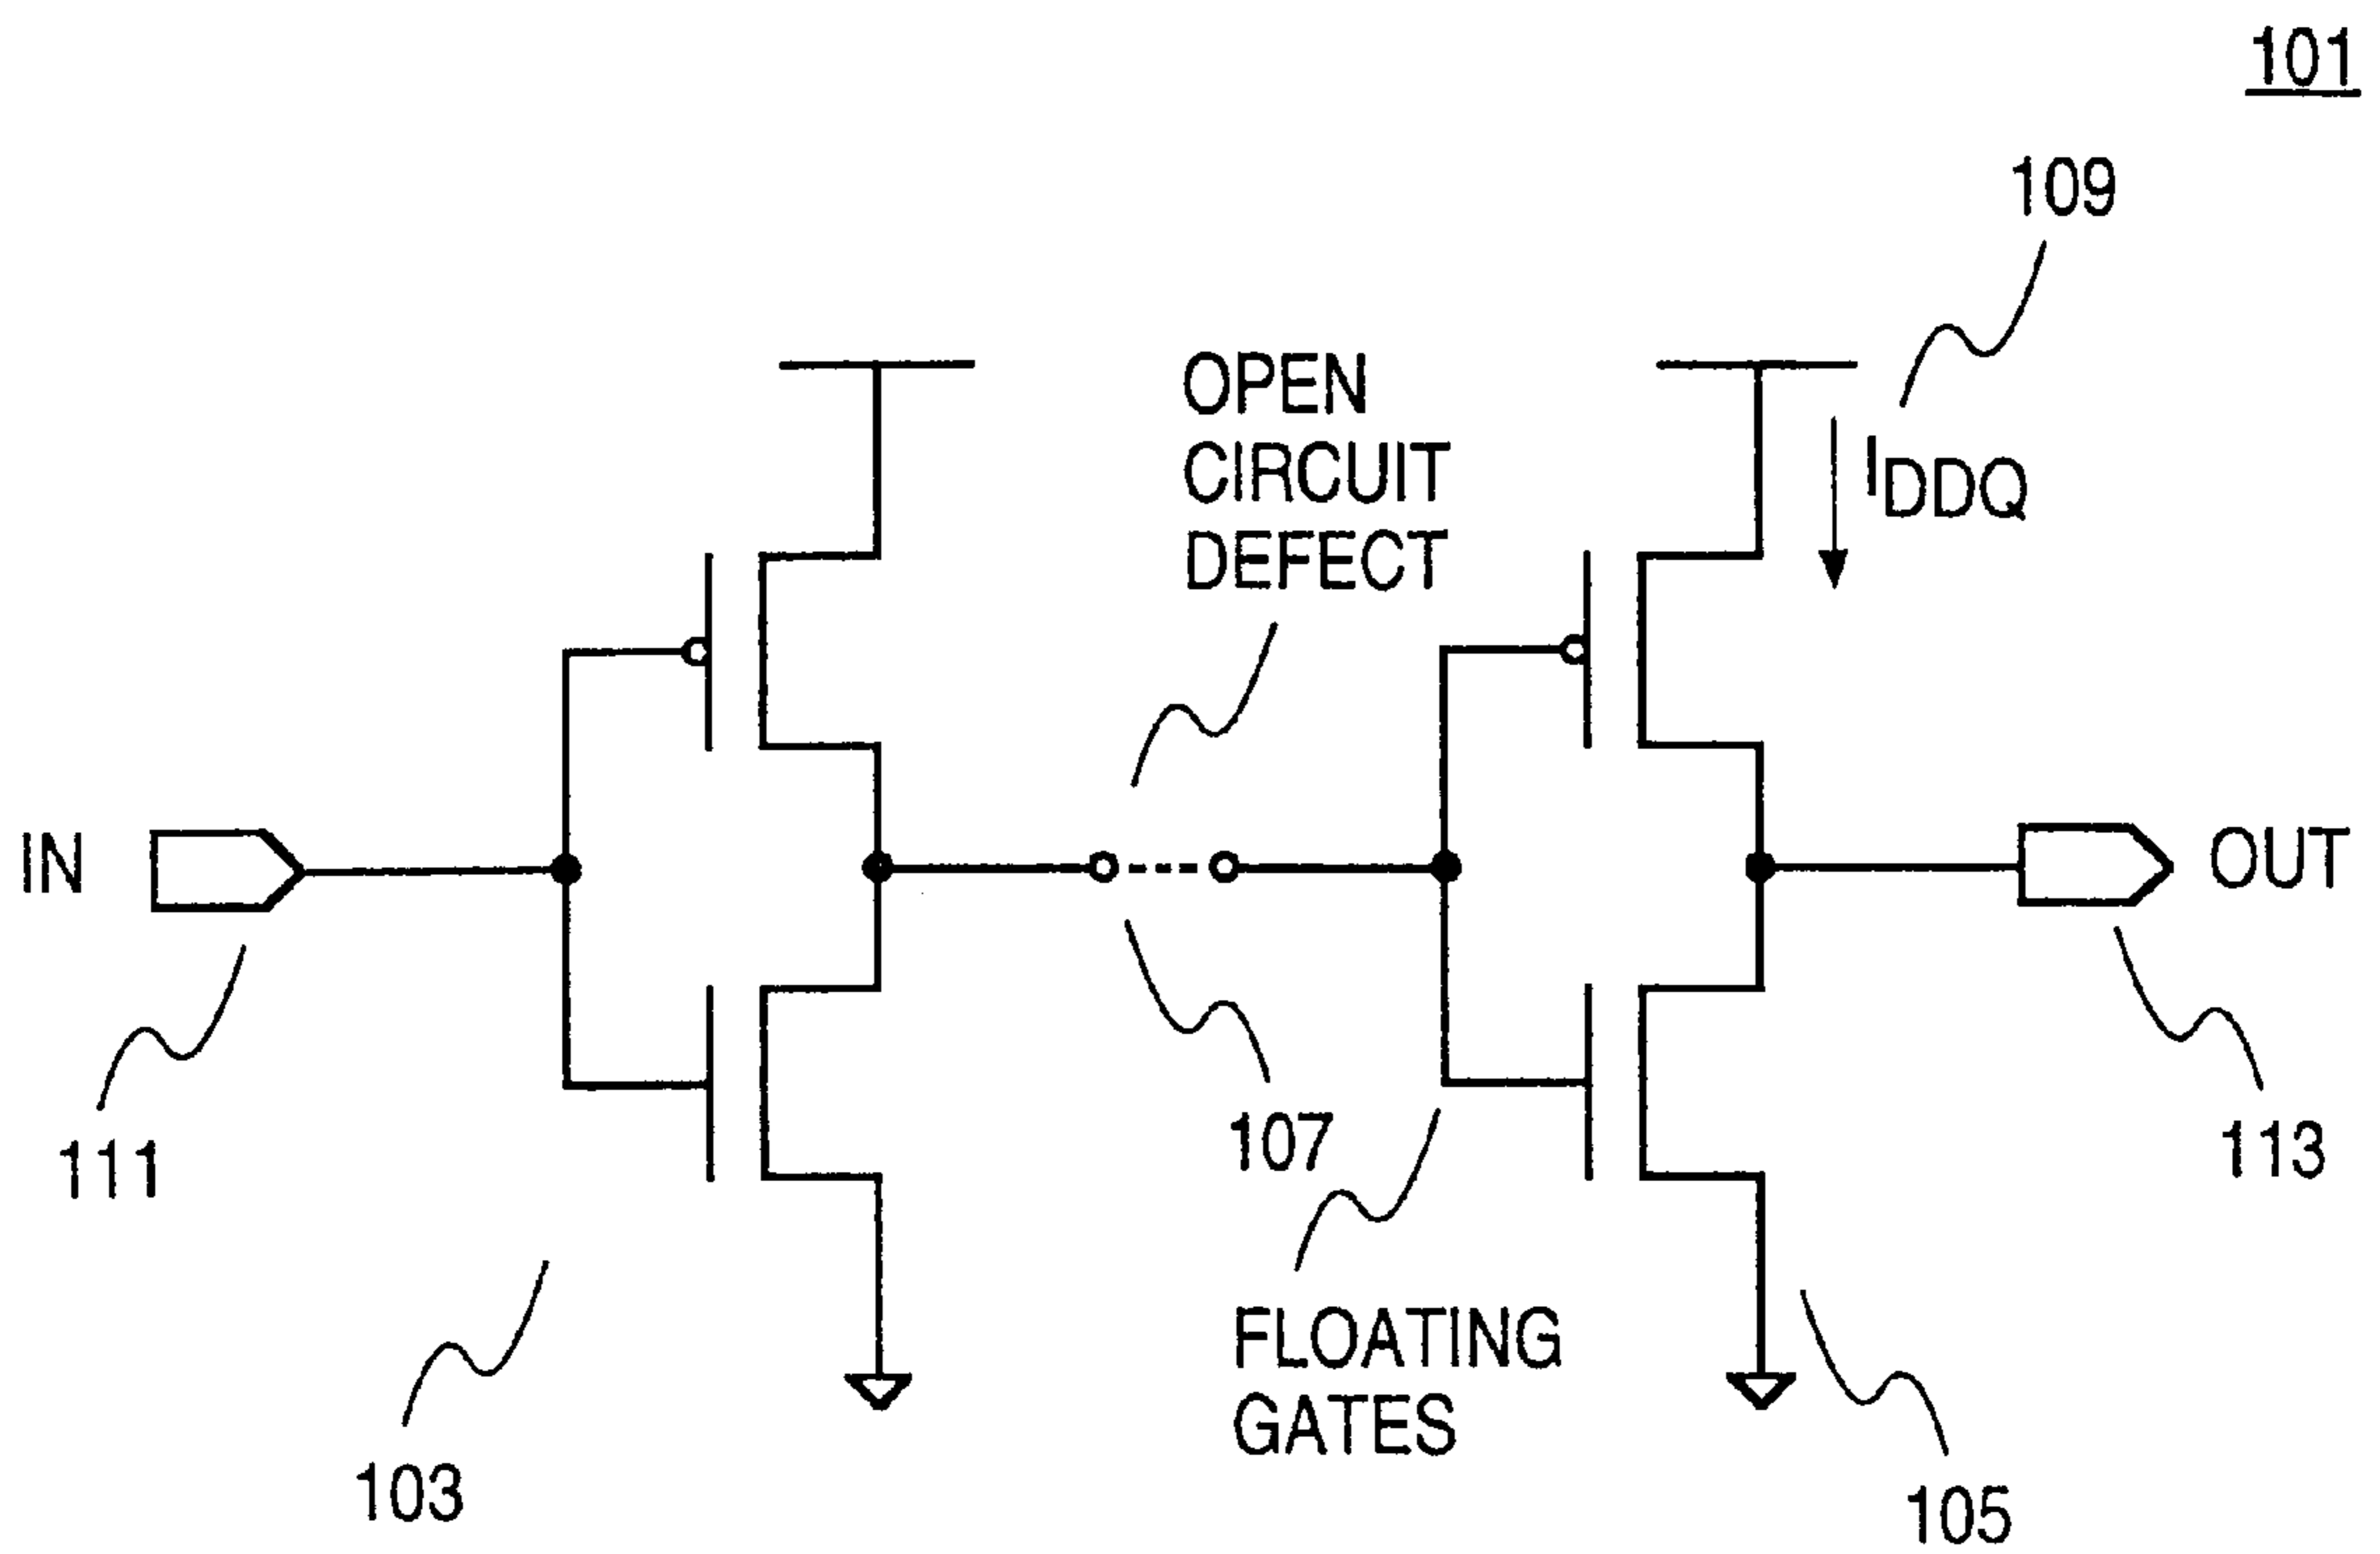 101
109
OPEN
CIRCUIT
DEFECT
IDDQ
IN
OUT
111
107
113
FLOATING
GATES
103
105